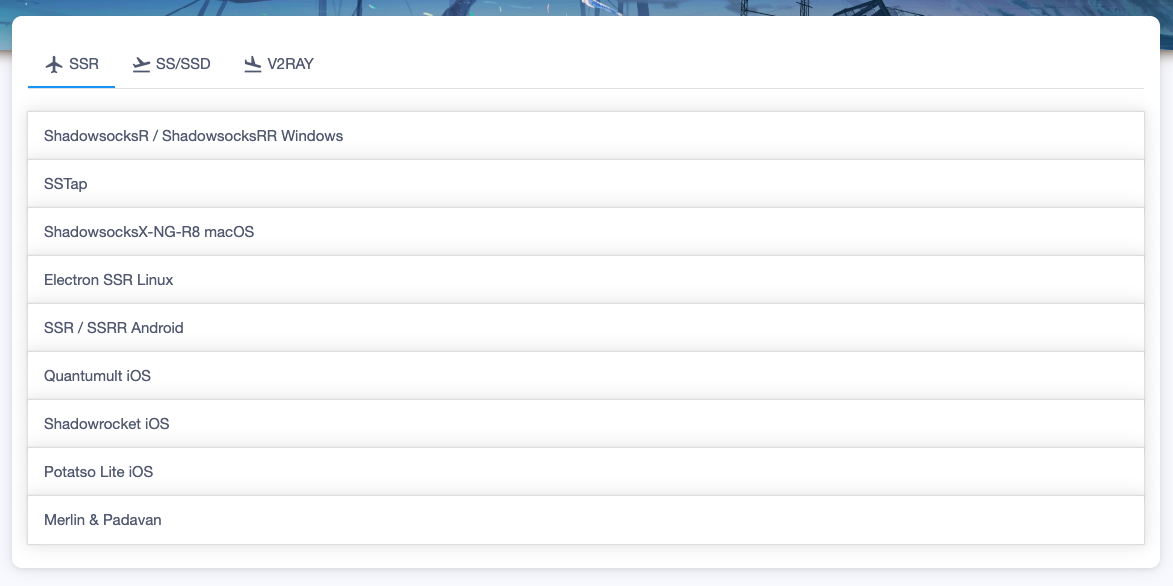 SSR SS/SSD V2RAY
ShadowsocksR / ShadowsocksRR Windows
SSTap
ShadowsocksX-NG-R8 macOS
Electron SSR Linux
SSR / SSRR Android
Quantumult iOS
Shadowrocket iOS
Potatso Lite iOS
Merlin & Padavan